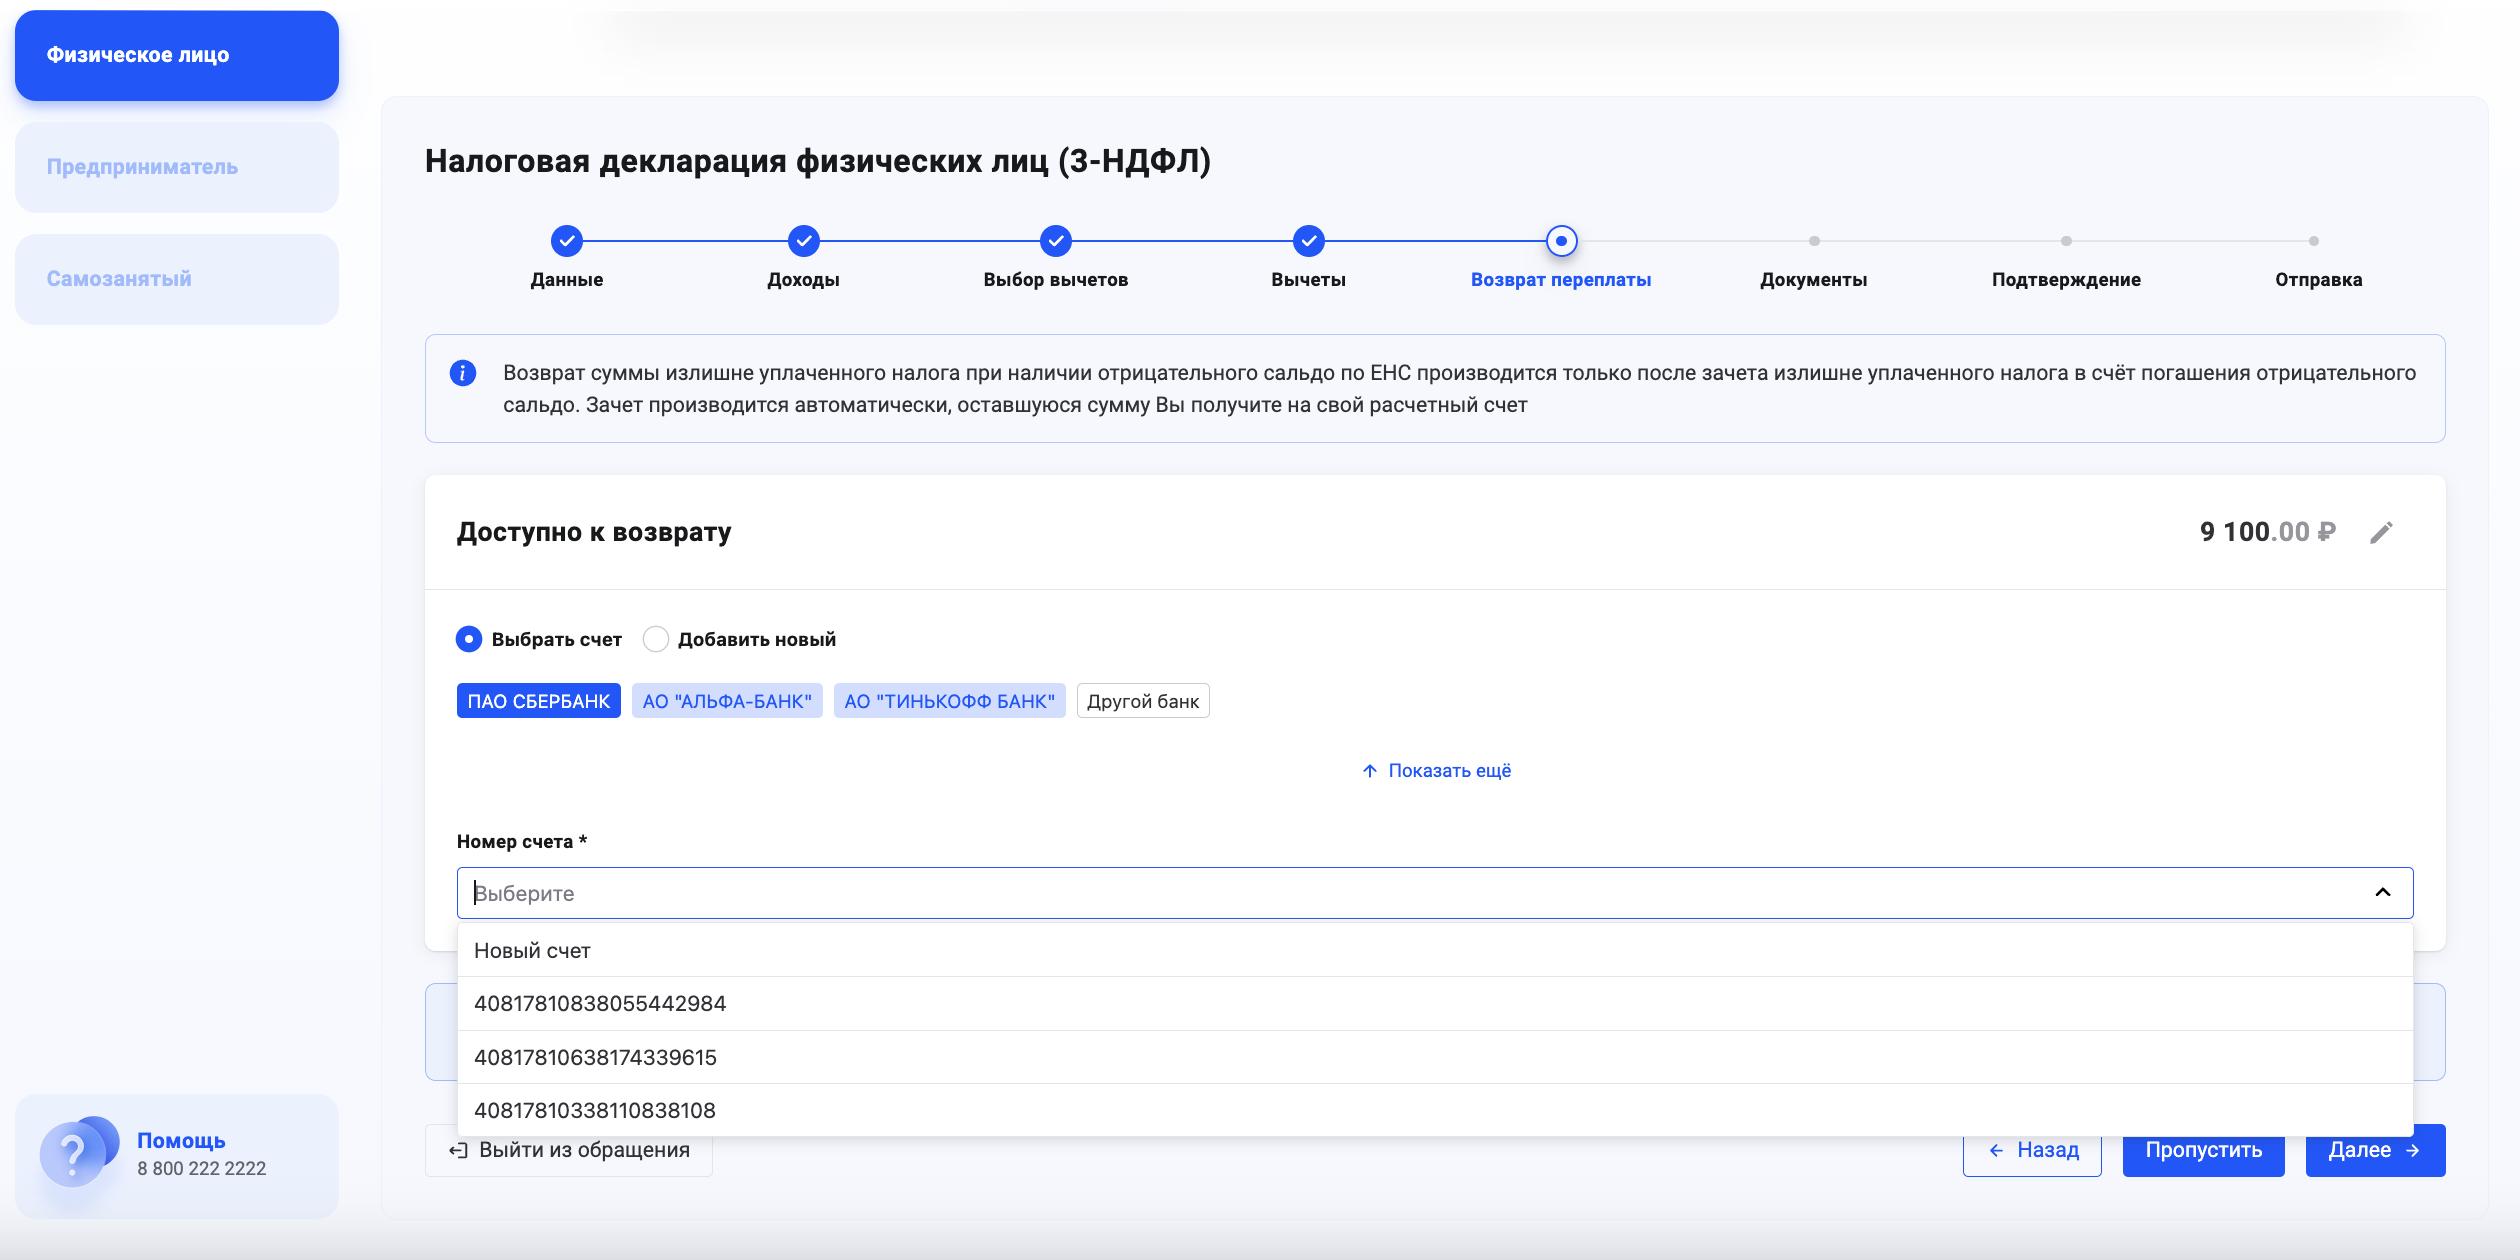 Физическое лицо
Предприниматель
Самозанятый
Налоговая декларация физических лиц (3-НДФЛ)
Данные
Доходы
Выбор вычетов
Вычеты
Возврат переплаты
Документы
Подтверждение
Отправка
Возврат суммы излишне уплаченного налога при наличии отрицательного сальдо по ЕНС производится только после зачета излишне уплаченного налога в счёт погашения отрицательного
сальдо. Зачет производится автоматически, оставшуюся сумму Вы получите на свой расчетный счет
Доступно к возврату
9 100.00 ₽
Выбрать счет
Добавить новый
ПАО СБЕРБАНК
АО "АЛЬФА-БАНК"
АО "ТИНЬКОФФ БАНК"
Другой банк
Показать ещё
Номер счета *
Выберите
Новый счет
40817810838055442984
40817810638174339615
40817810338110838108
Выйти из обращения
Назад
Пропустить
Далее
Помощь
8 800 222 2222